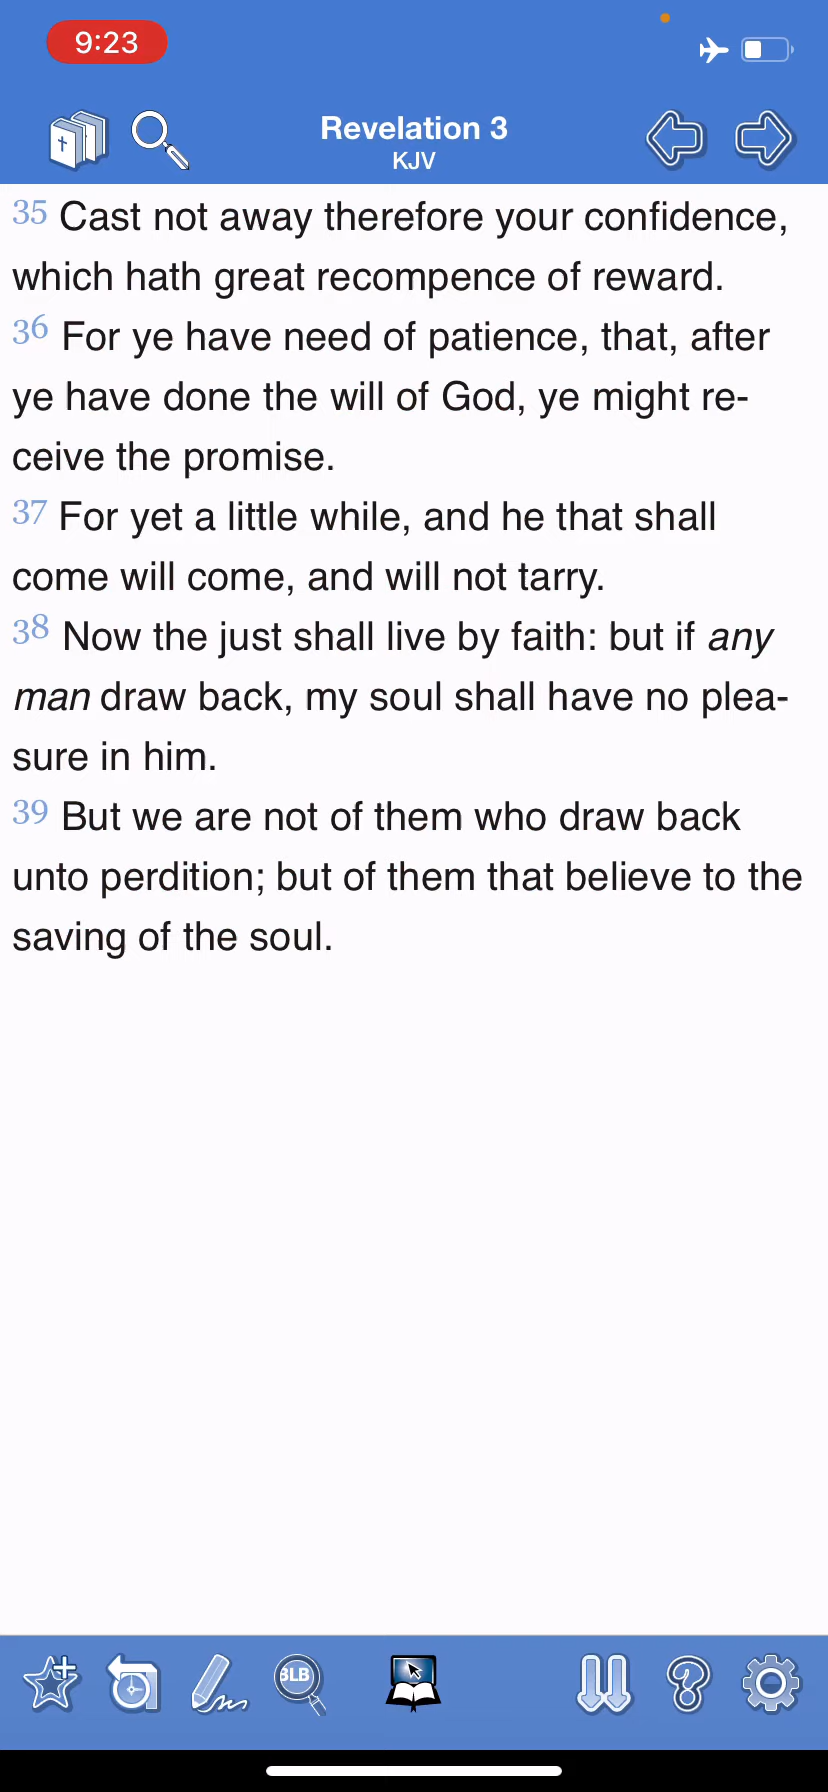 9:23
Revelation 3
KJV
35 Cast not away therefore your confidence,
which hath great recompence of reward.
36 For ye have need of patience, that, after
ye have done the will of God, ye might re-
ceive the promise.
37 For yet a little while, and he that shall
come will come, and will not tarry.
38 Now the just shall live by faith: but if any
man draw back, my soul shall have no plea-
sure in him.
39 But we are not of them who draw back
unto perdition; but of them that believe to the
saving of the soul.
BLB